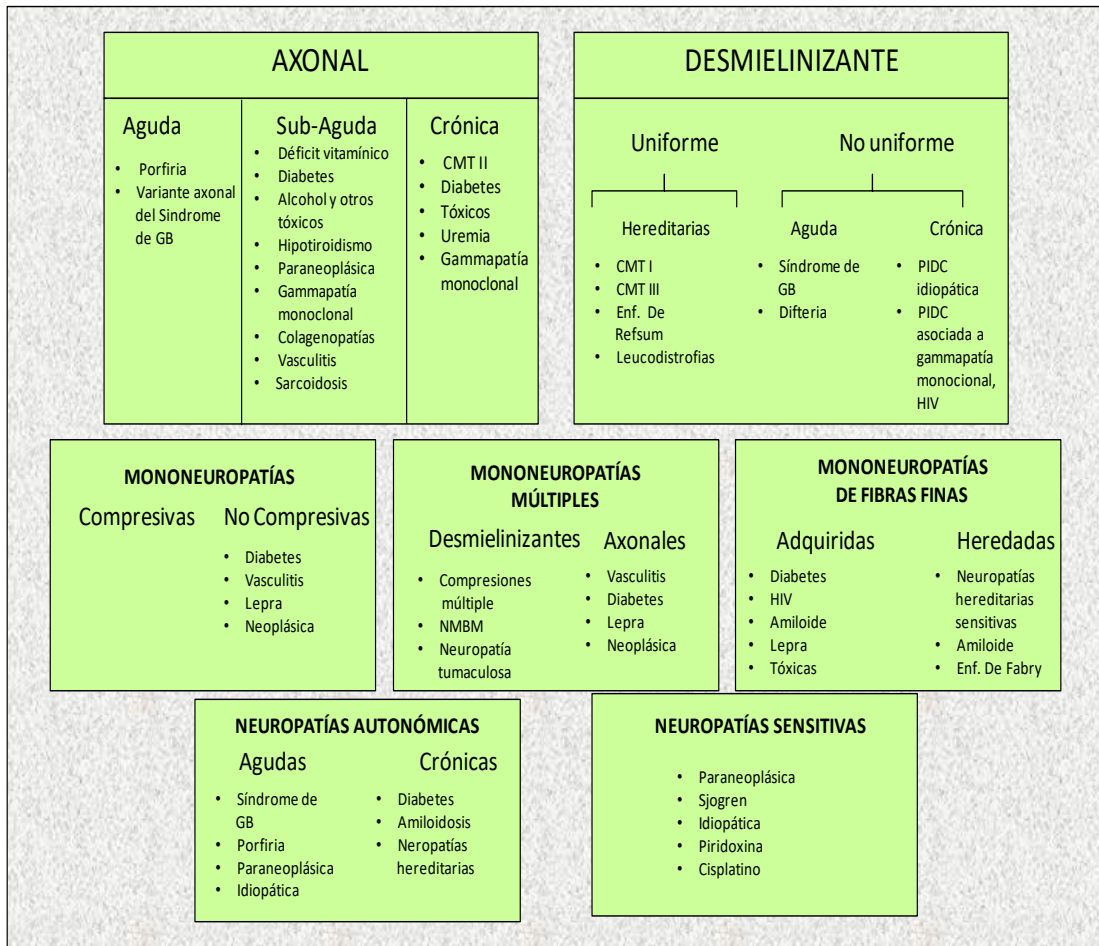 AXONAL
Aguda
• Porfiria
• Variante axonal
del Sindrome
de GB
Sub-Aguda
• Déficit vitamínico
• Diabetes
• Alcohol y otros
tóxicos
• Hipotiroidismo
• Paraneoplásica
• Gammapatía
monoclonal
• Colagenopatías
• Vasculitis
• Sarcoidosis
Crónica
• CMT II
• Diabetes
• Tóxicos
• Uremia
• Gammapatía
monoclonal
DESMIELINIZANTE
Uniforme
Hereditarias
• CMT I
• CMT III
• Enf. De
Refsum
• Leucodistrofias
No uniforme
Aguda
• Síndrome de
GB
• Difteria
Crónica
• PIDC
idiopática
• PIDC
asociada a
gammapatía
monocional,
HIV
MONONEUROPATÍAS
Compresivas
No Compresivas
• Diabetes
• Vasculitis
• Lepra
• Neoplásica
MONONEUROPATÍAS
MÚLTIPLES
Desmielinizantes
• Compresiones
múltiple
• NMBM
• Neuropatía
tumaculosa
Axonales
• Vasculitis
• Diabetes
• Lepra
• Neoplásica
MONONEUROPATÍAS
DE FIBRAS FINAS
Adquiridas
• Diabetes
• HIV
• Amiloide
• Lepra
• Tóxicas
Heredadas
• Neuropatías
hereditarias
sensitivas
• Amiloide
• Enf. De Fabry
NEUROPATÍAS AUTONÓMICAS
Agudas
• Síndrome de
GB
• Porfiria
• Paraneoplásica
• Idiopática
Crónicas
• Diabetes
• Amiloidosis
• Neropatías
hereditarias
NEUROPATÍAS SENSITIVAS
• Paraneoplásica
• Sjogren
• Idiopática
• Piridoxina
• Cisplatino